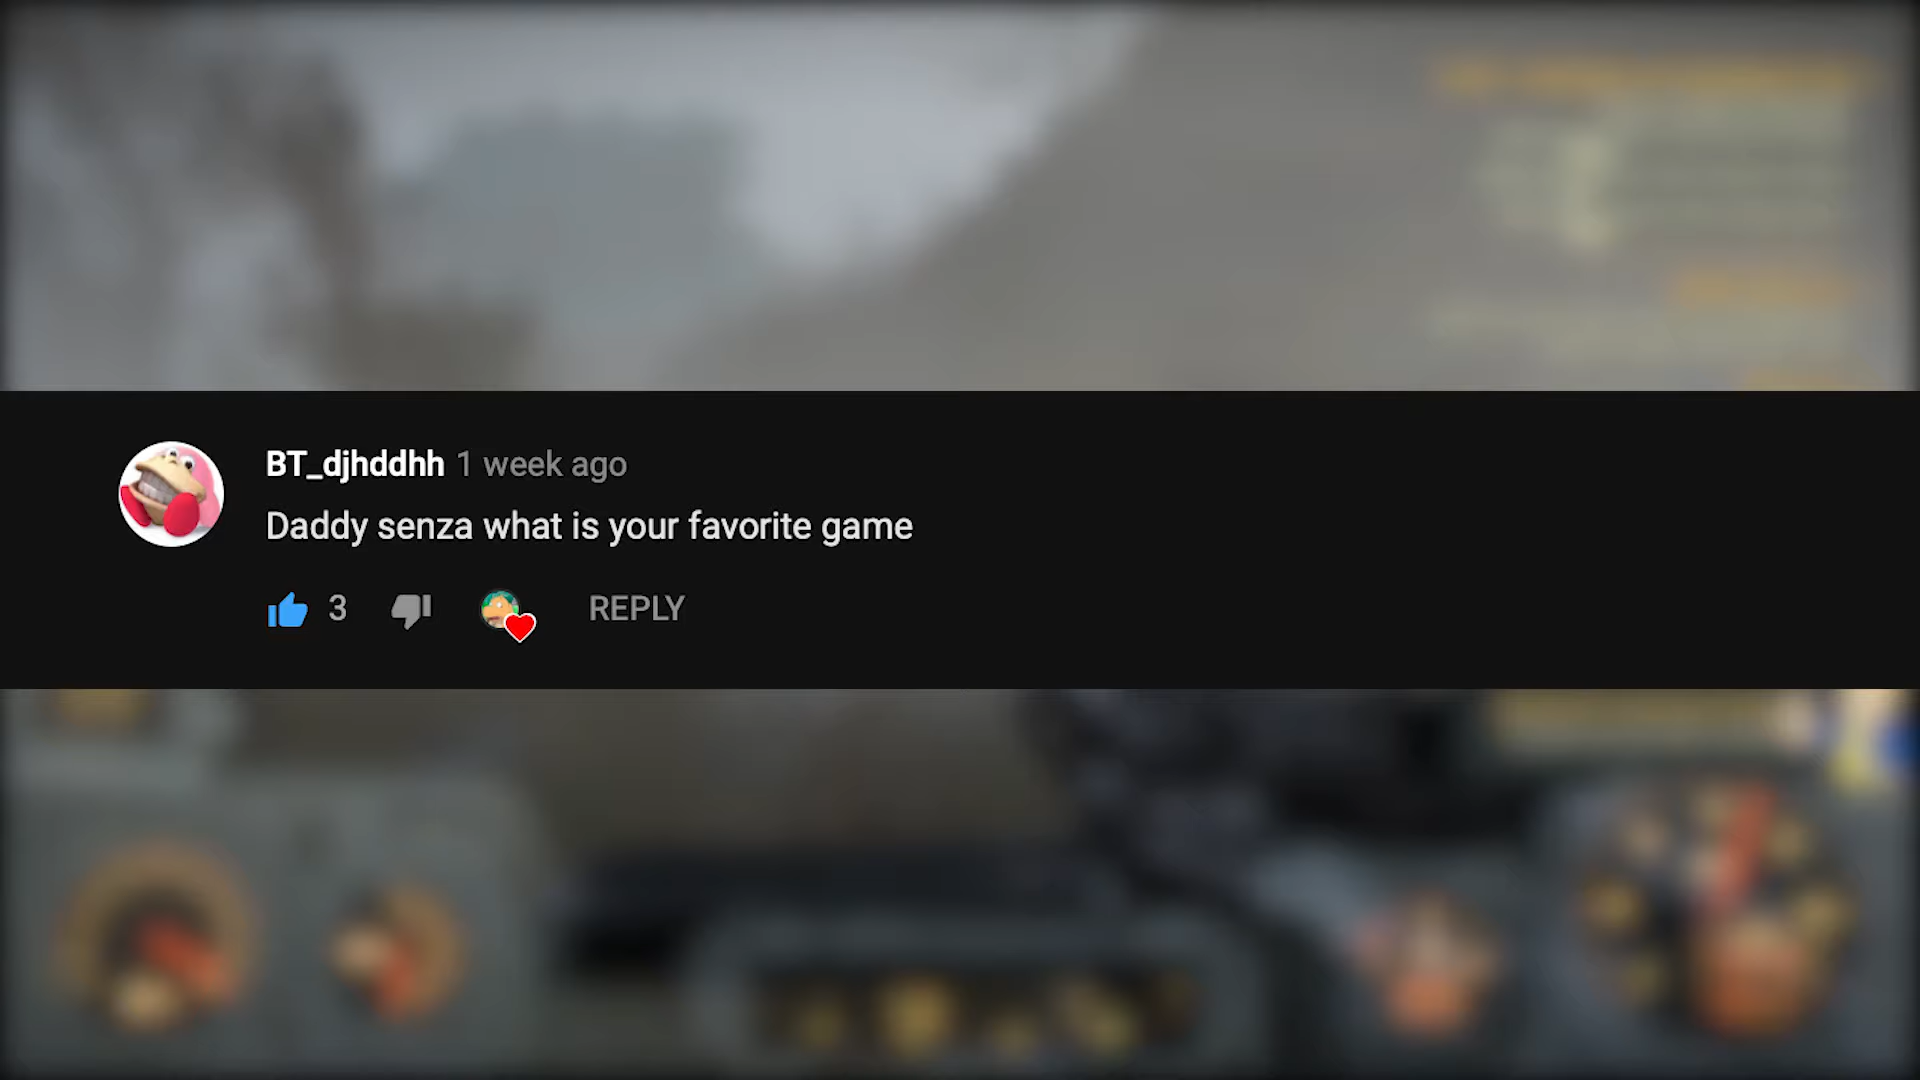 BT_djhddhh 1 week ago
Daddy senza what is your favorite game
3 REPLY